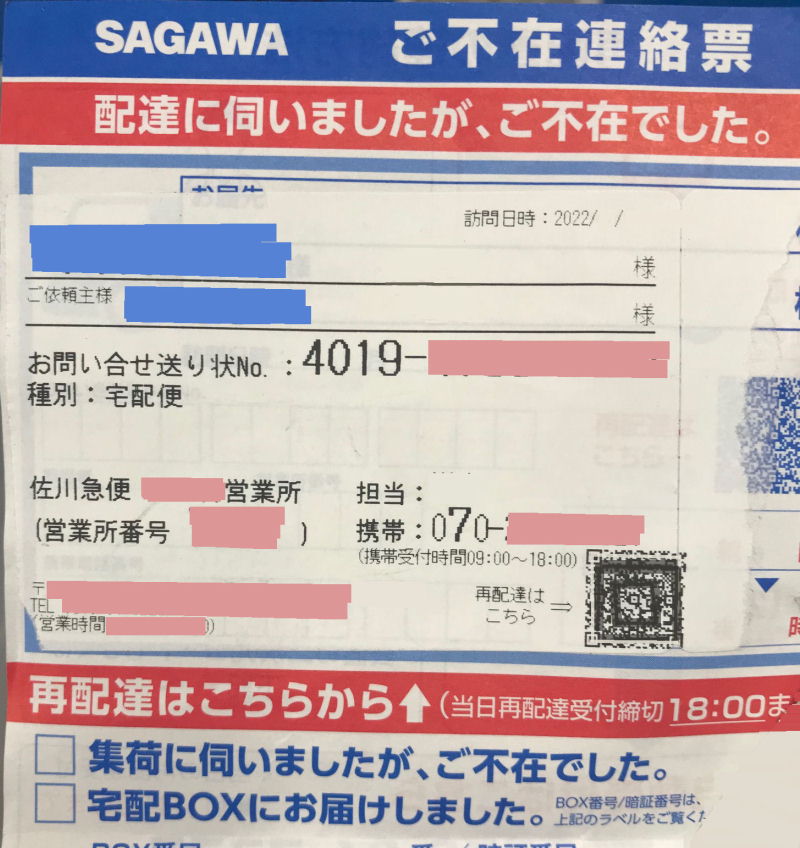 SAGAWA ご不在連絡票
配達に伺いましたが、ご不在でした。
お届先
訪問日時：2022/ /
様
ご依頼主様 様
お問い合せ送り状No.：4019-
種別：宅配便
佐川急便 営業所 担当：
(営業所番号 ) 携帯：070-
(携帯受付時間09:00～18:00)
〒
TEL
(営業時間 )
再配達は
こちら ⇒
再配達はこちらから↑(当日再配達受付締切18:00ま
集荷に伺いましたが、ご不在でした。
宅配BOXにお届けしました。 BOX番号/暗証番号は、
上記のラベルをご覧くだ